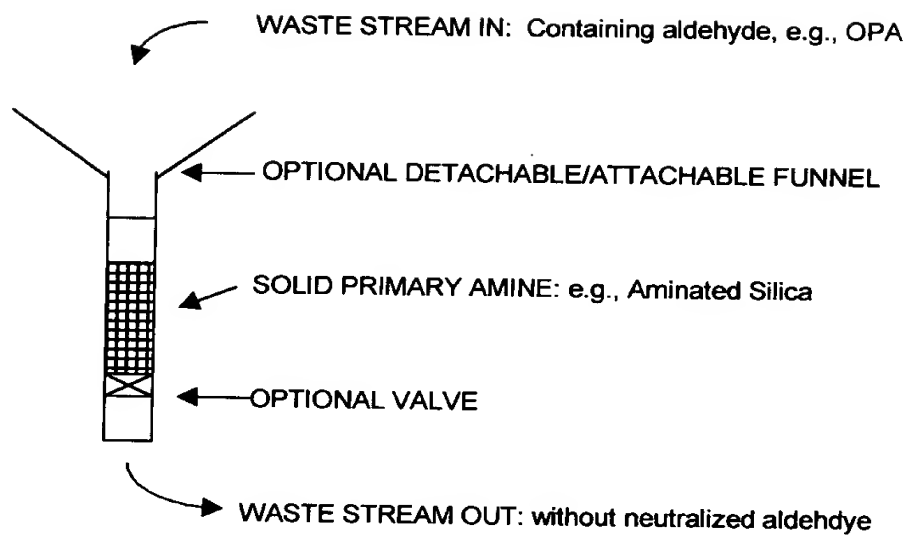 WASTE STREAM IN: Containing aldehyde, e.g., OPA
OPTIONAL DETACHABLE/ATTACHABLE FUNNEL
SOLID PRIMARY AMINE: e.g., Aminated Silica
OPTIONAL VALVE
WASTE STREAM OUT: without neutralized aldehdye